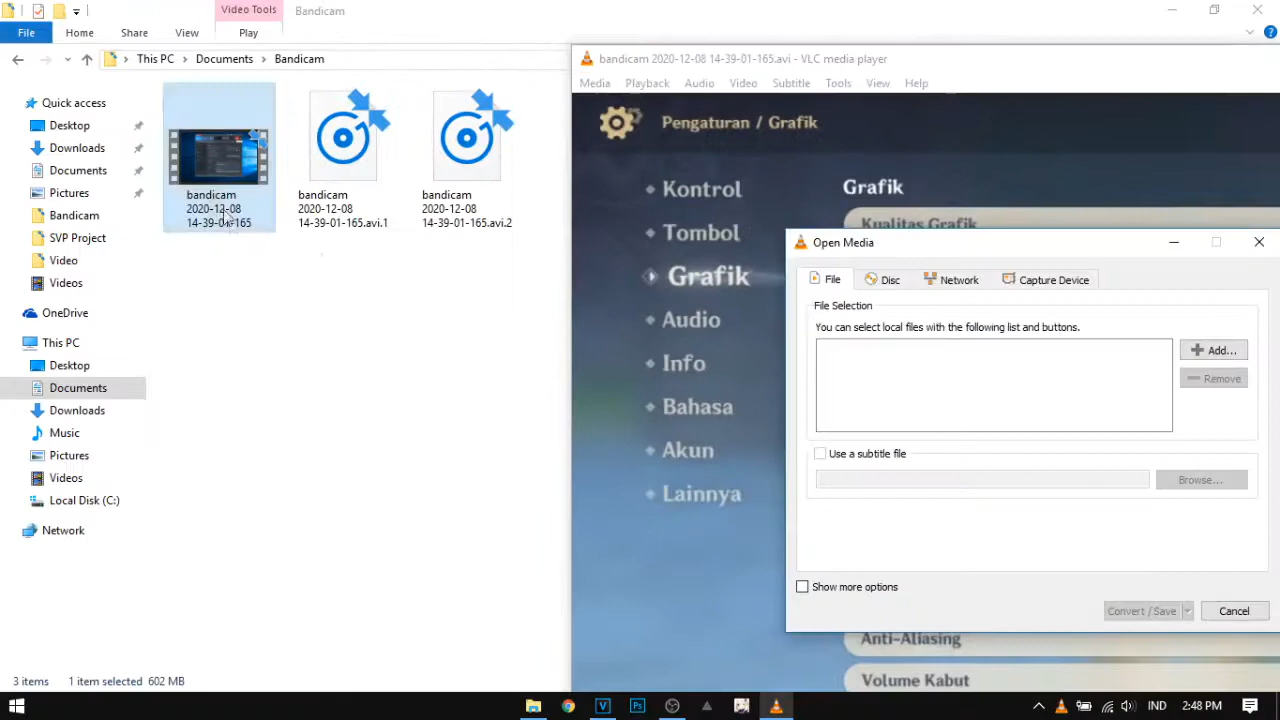 Video Tools
Bandicam
File
Home
Share
View
Play
This PC
Documents
Bandicam
bandicam 2020-12-08 14-39-01-165.avi - VLC media player
Media
Playback
Audio
Video
Subtitle
Tools
View
Help
Quick access
Desktop
Downloads
Documents
Pictures
Bandicam
SVP Project
Video
Videos
OneDrive
This PC
Desktop
Documents
Downloads
Music
Pictures
Videos
Local Disk (C:)
Network
bandicam
2020-12-08
14-39-01-165
bandicam
2020-12-08
14-39-01-165.avi.1
bandicam
2020-12-08
14-39-01-165.avi.2
Pengaturan / Grafik
Kontrol
Tombol
Grafik
Audio
Info
Bahasa
Akun
Lainnya
Grafik
Kualitas Grafik
Open Media
File
Disc
Network
Capture Device
File Selection
You can select local files with the following list and buttons.
Add...
Remove
Use a subtitle file
Browse...
Show more options
Convert / Save
Cancel
Anti-Aliasing
Volume Kabut
3 items
1 item selected 602 MB
IND
2:48 PM